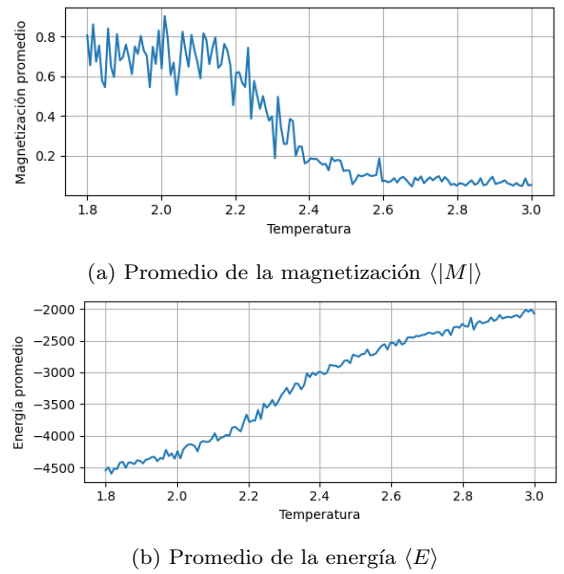 Magnetización promedio
0.8
0.6
0.4
0.2
1.8 2.0 2.2 2.4 2.6 2.8 3.0
Temperatura
(a) Promedio de la magnetización ⟨|M|⟩
Energía promedio
−2000
−2500
−3000
−3500
−4000
−4500
1.8 2.0 2.2 2.4 2.6 2.8 3.0
Temperatura
(b) Promedio de la energía ⟨E⟩